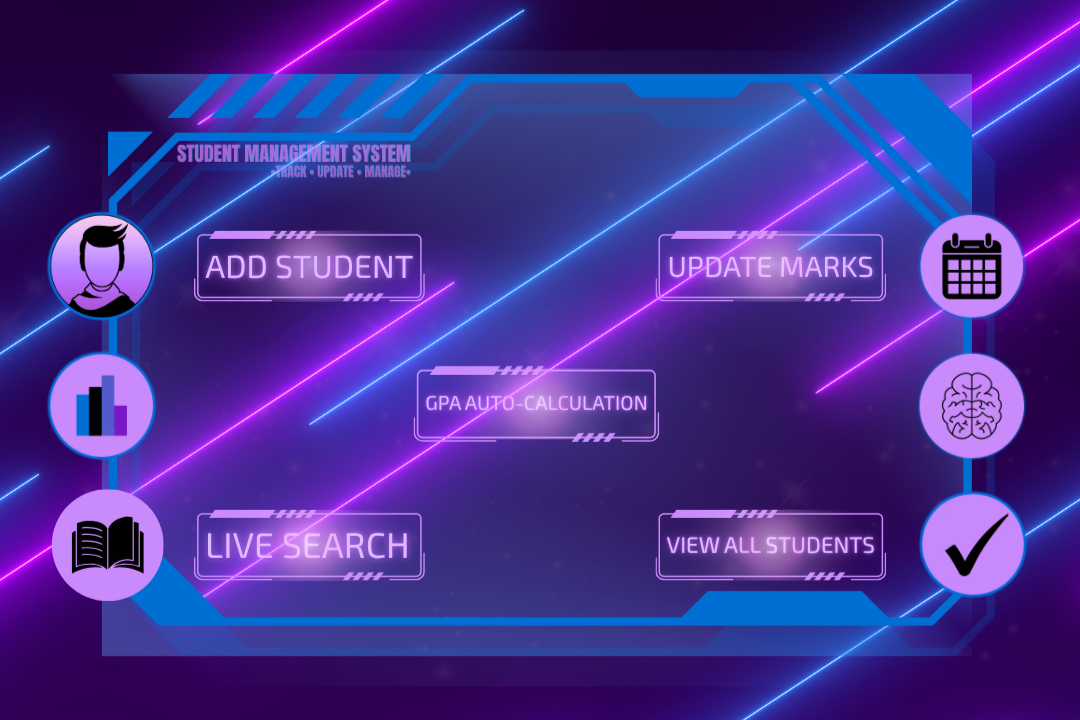 STUDENT MANAGEMENT SYSTEM
•TRACK • UPDATE • MANAGE•
ADD STUDENT
UPDATE MARKS
GPA AUTO-CALCULATION
LIVE SEARCH
VIEW ALL STUDENTS